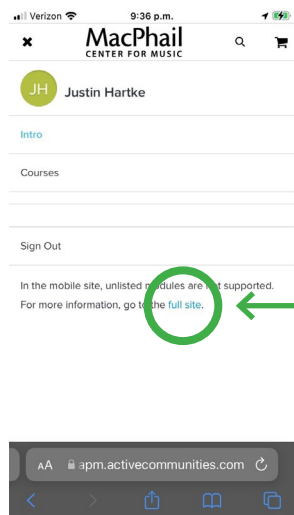 Verizon 9:36 p.m.
MacPhail
CENTER FOR MUSIC
JH Justin Hartke
Intro
Courses
Sign Out
In the mobile site, unlisted modules are not supported.
For more information, go to the full site.
AA apm.activecommunities.com